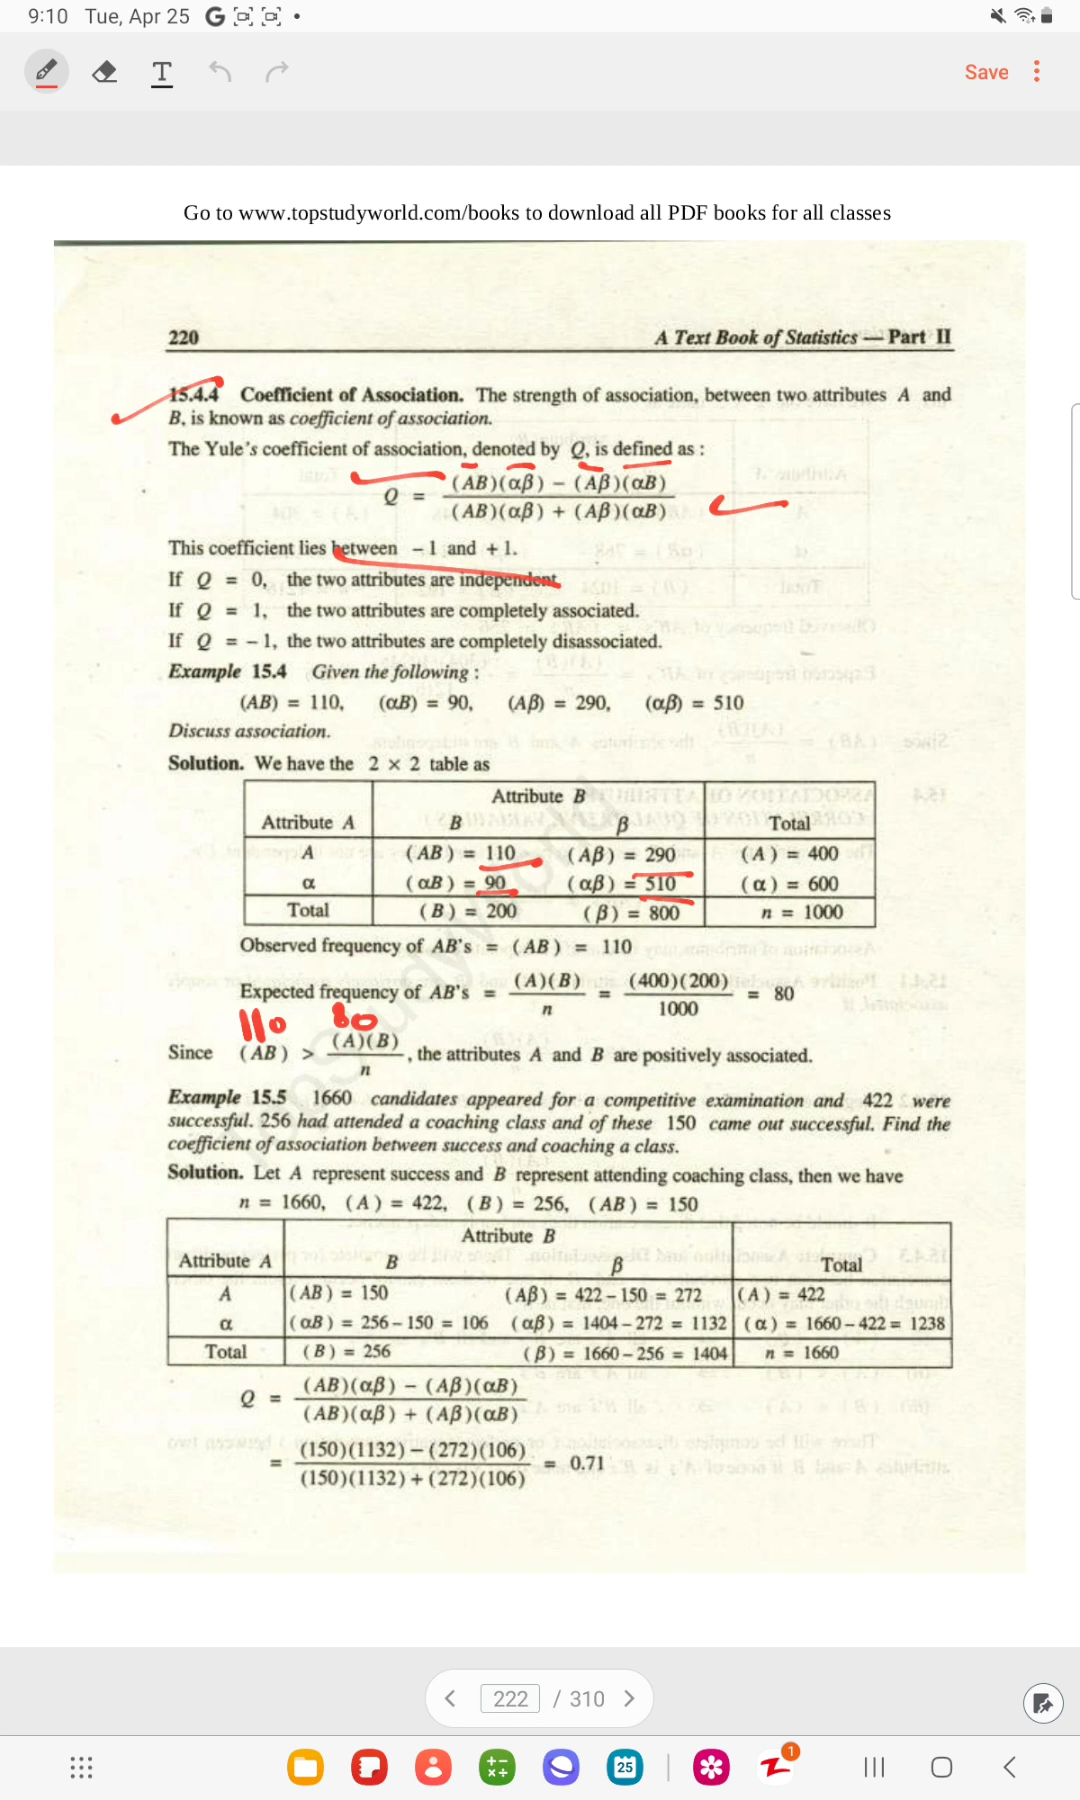 9:10 Tue, Apr 25
Save
Go to www.topstudyworld.com/books to download all PDF books for all classes
220 A Text Book of Statistics — Part II
15.4.4 Coefficient of Association. The strength of association, between two attributes A and
B, is known as coefficient of association.
The Yule's coefficient of association, denoted by Q, is defined as :
Q = (AB)(αβ) − (Aβ)(αB) / (AB)(αβ) + (Aβ)(αB)
This coefficient lies between − 1 and + 1.
If Q = 0, the two attributes are independent.
If Q = 1, the two attributes are completely associated.
If Q = − 1, the two attributes are completely disassociated.
Example 15.4 Given the following :
(AB) = 110, (αB) = 90, (Aβ) = 290, (αβ) = 510
Discuss association.
Solution. We have the 2 × 2 table as
Attribute B
Attribute A B β Total
A (AB) = 110 (Aβ) = 290 (A) = 400
α (αB) = 90 (αβ) = 510 (α) = 600
Total (B) = 200 (β) = 800 n = 1000
Observed frequency of AB's = (AB) = 110
Expected frequency of AB's = (A)(B) / n = (400)(200) / 1000 = 80
110 80
Since (AB) > (A)(B) / n , the attributes A and B are positively associated.
Example 15.5 1660 candidates appeared for a competitive examination and 422 were
successful. 256 had attended a coaching class and of these 150 came out successful. Find the
coefficient of association between success and coaching a class.
Solution. Let A represent success and B represent attending coaching class, then we have
n = 1660, (A) = 422, (B) = 256, (AB) = 150
Attribute B
Attribute A B β Total
A (AB) = 150 (Aβ) = 422 − 150 = 272 (A) = 422
α (αB) = 256 − 150 = 106 (αβ) = 1404 − 272 = 1132 (α) = 1660 − 422 = 1238
Total (B) = 256 (β) = 1660 − 256 = 1404 n = 1660
Q = (AB)(αβ) − (Aβ)(αB) / (AB)(αβ) + (Aβ)(αB)
= (150)(1132) − (272)(106) / (150)(1132) + (272)(106) = 0.71
222 / 310
25
1